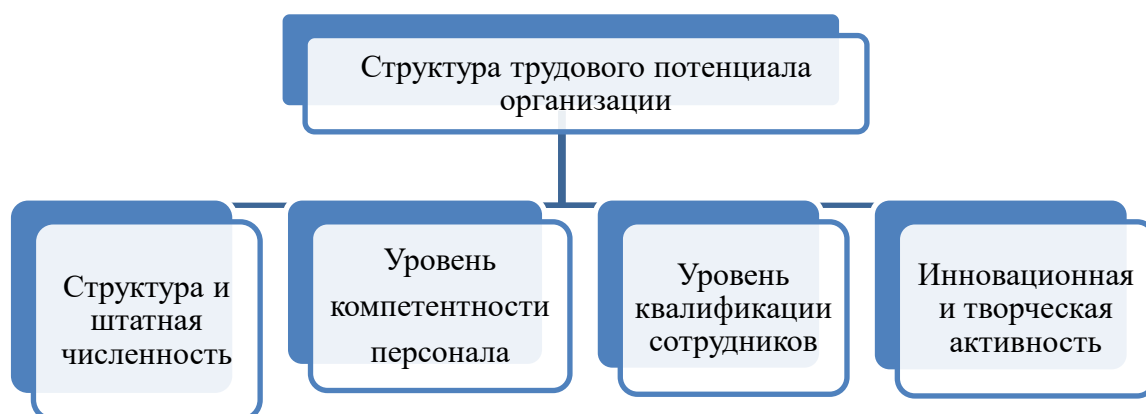 Структура трудового потенциала
организации
Структура и
штатная
численность
Уровень
компетентности
персонала
Уровень
квалификации
сотрудников
Инновационная
и творческая
активность